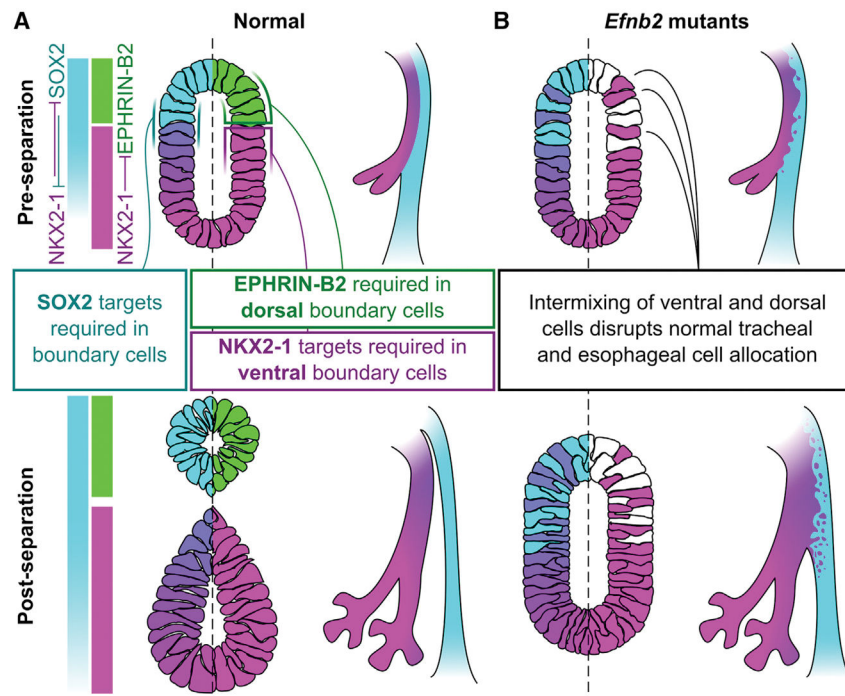 A
Normal
B
Efnb2 mutants
Pre-separation
NKX2-1
SOX2
NKX2-1
EPHRIN-B2
SOX2 targets
required in
boundary cells
EPHRIN-B2 required in
dorsal boundary cells
NKX2-1 targets required in
ventral boundary cells
Intermixing of ventral and dorsal
cells disrupts normal tracheal
and esophageal cell allocation
Post-separation